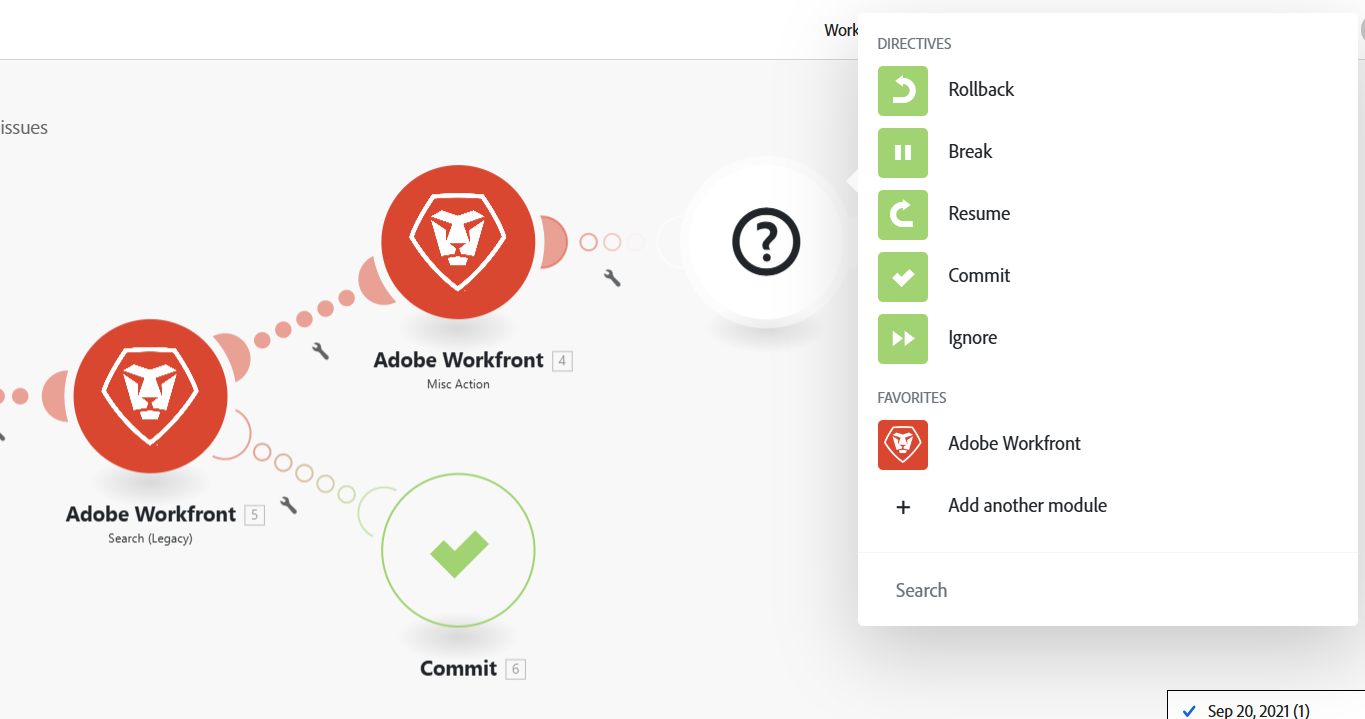 Work
issues
DIRECTIVES
Rollback
Break
Resume
Commit
Ignore
FAVORITES
Adobe Workfront
Add another module
Search
Adobe Workfront 4
Misc Action
Adobe Workfront 5
Search (Legacy)
Commit 6
Sep 20, 2021 (1)